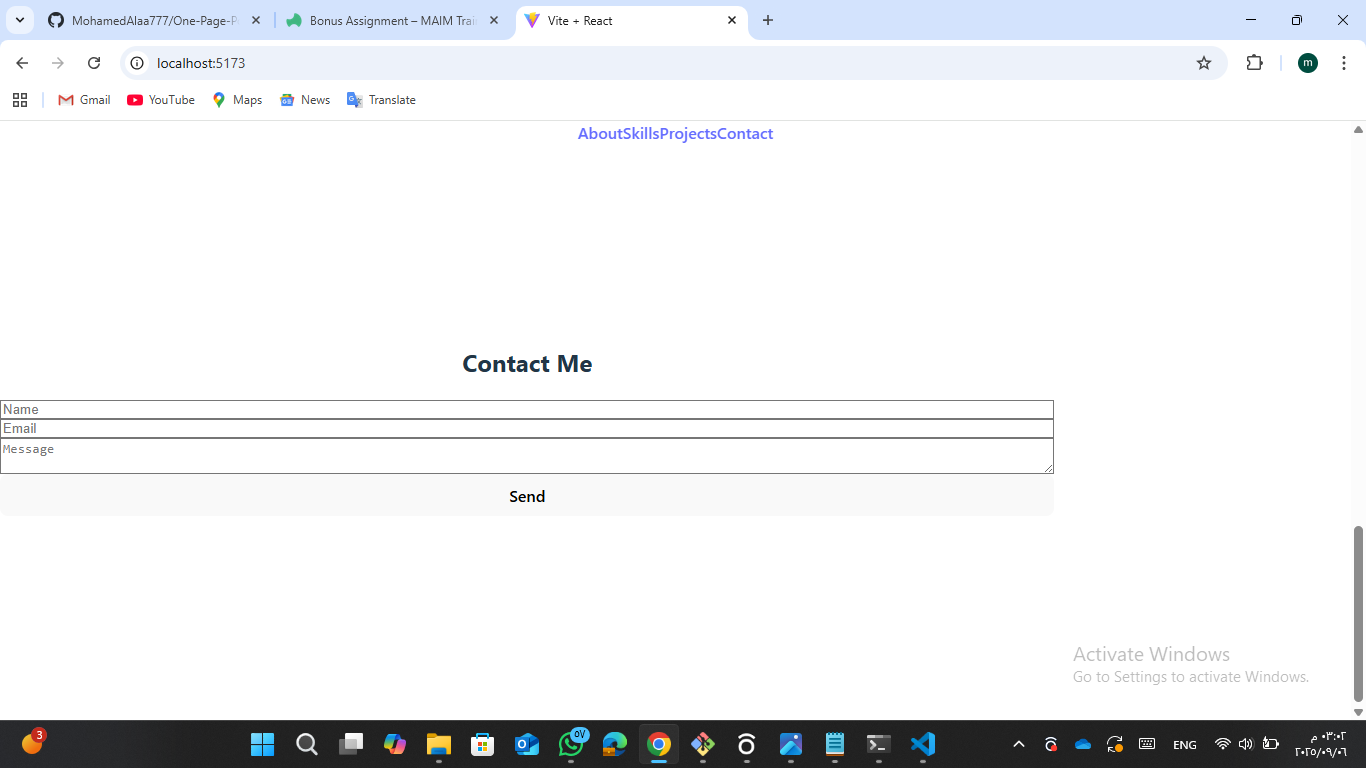 MohamedAlaa777/One-Page-P
Bonus Assignment – MAIM Trai
Vite + React
localhost:5173
m
Gmail
YouTube
Maps
News
Translate
AboutSkillsProjectsContact
Contact Me
Name
Email
Message
Send
Activate Windows
Go to Settings to activate Windows.
3
٥٧
ENG
٠٣:٠٢ م
٢٠٢٥/٠٩/٠٦